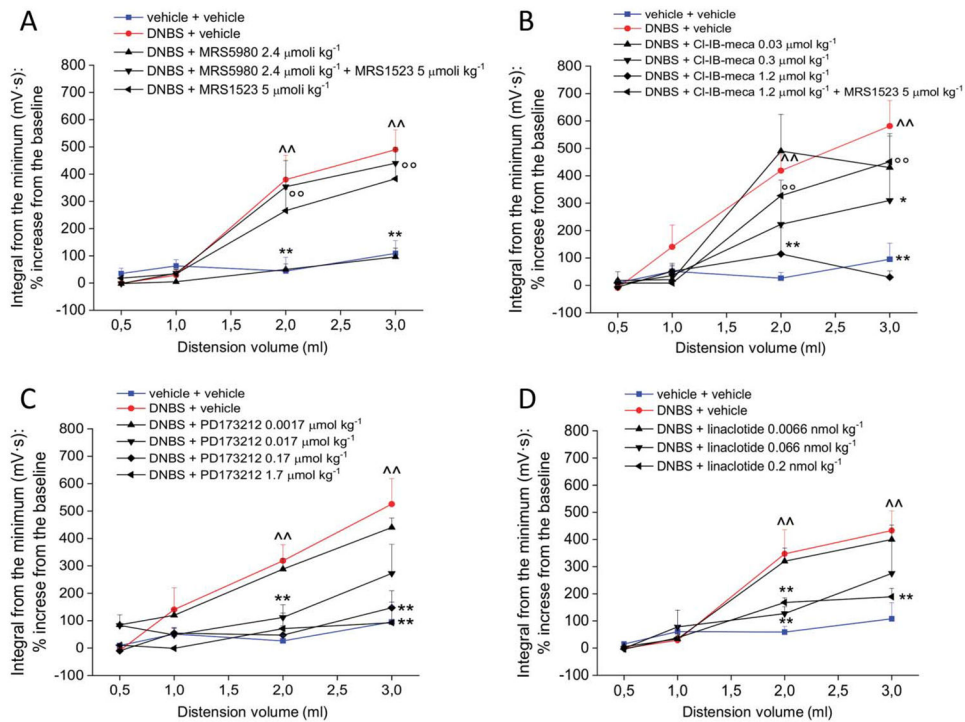 A
vehicle + vehicle
DNBS + vehicle
DNBS + MRS5980 2.4 μmoli kg-1
DNBS + MRS5980 2.4 μmoli kg-1 + MRS1523 5 μmoli kg-1
DNBS + MRS1523 5 μmoli kg-1
Integral from the minimum (mV·s):
% increase from the baseline
800
700
600
500
400
300
200
100
0
-100
^^
^^
°°
°°
**
**
0,5
1,0
1,5
2,0
2,5
3,0
Distension volume (ml)
B
vehicle + vehicle
DNBS + vehicle
DNBS + Cl-IB-meca 0.03 μmol kg-1
DNBS + Cl-IB-meca 0.3 μmol kg-1
DNBS + Cl-IB-meca 1.2 μmol kg-1
DNBS + Cl-IB-meca 1.2 μmol kg-1 + MRS1523 5 μmol kg-1
Integral from the minimum (mV·s):
% increse from the baseline
800
700
600
500
400
300
200
100
0
-100
^^
^^
°°
°°
*
**
**
0,5
1,0
1,5
2,0
2,5
3,0
Distension volume (ml)
C
vehicle + vehicle
DNBS + vehicle
DNBS + PD173212 0.0017 μmol kg-1
DNBS + PD173212 0.017 μmol kg-1
DNBS + PD173212 0.17 μmol kg-1
DNBS + PD173212 1.7 μmol kg-1
Integral from the minimum (mV·s):
% increse from the baseline
800
700
600
500
400
300
200
100
0
-100
^^
^^
**
**
**
0,5
1,0
1,5
2,0
2,5
3,0
Distension volume (ml)
D
vehicle + vehicle
DNBS + vehicle
DNBS + linaclotide 0.0066 nmol kg-1
DNBS + linaclotide 0.066 nmol kg-1
DNBS + linaclotide 0.2 nmol kg-1
Integral from the minimum (mV·s):
% increse from the baseline
800
700
600
500
400
300
200
100
0
-100
^^
^^
**
**
**
0,5
1,0
1,5
2,0
2,5
3,0
Distension volume (ml)